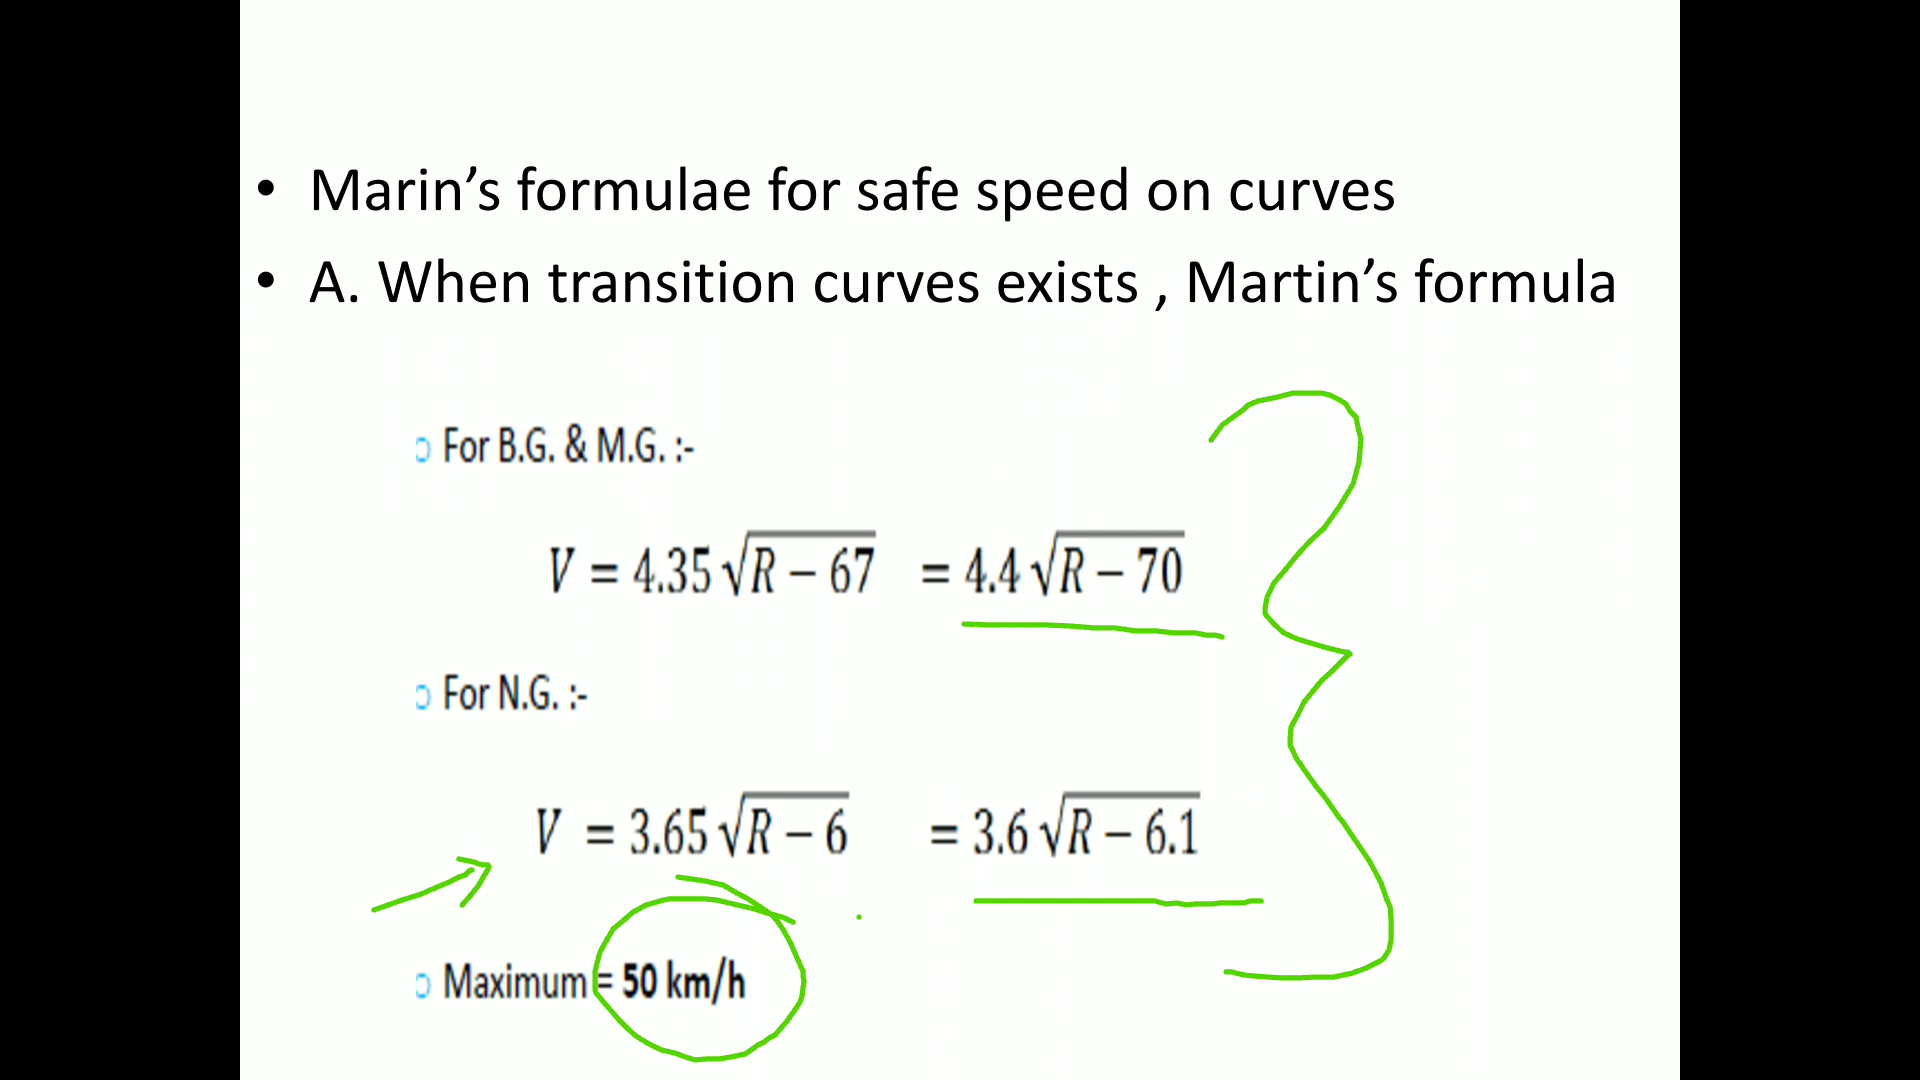 • Marin’s formulae for safe speed on curves
• A. When transition curves exists , Martin’s formula
For B.G. & M.G. :-
V = 4.35 √R − 67 = 4.4 √R − 70
For N.G. :-
V = 3.65 √R − 6 = 3.6 √R − 6.1
Maximum = 50 km/h